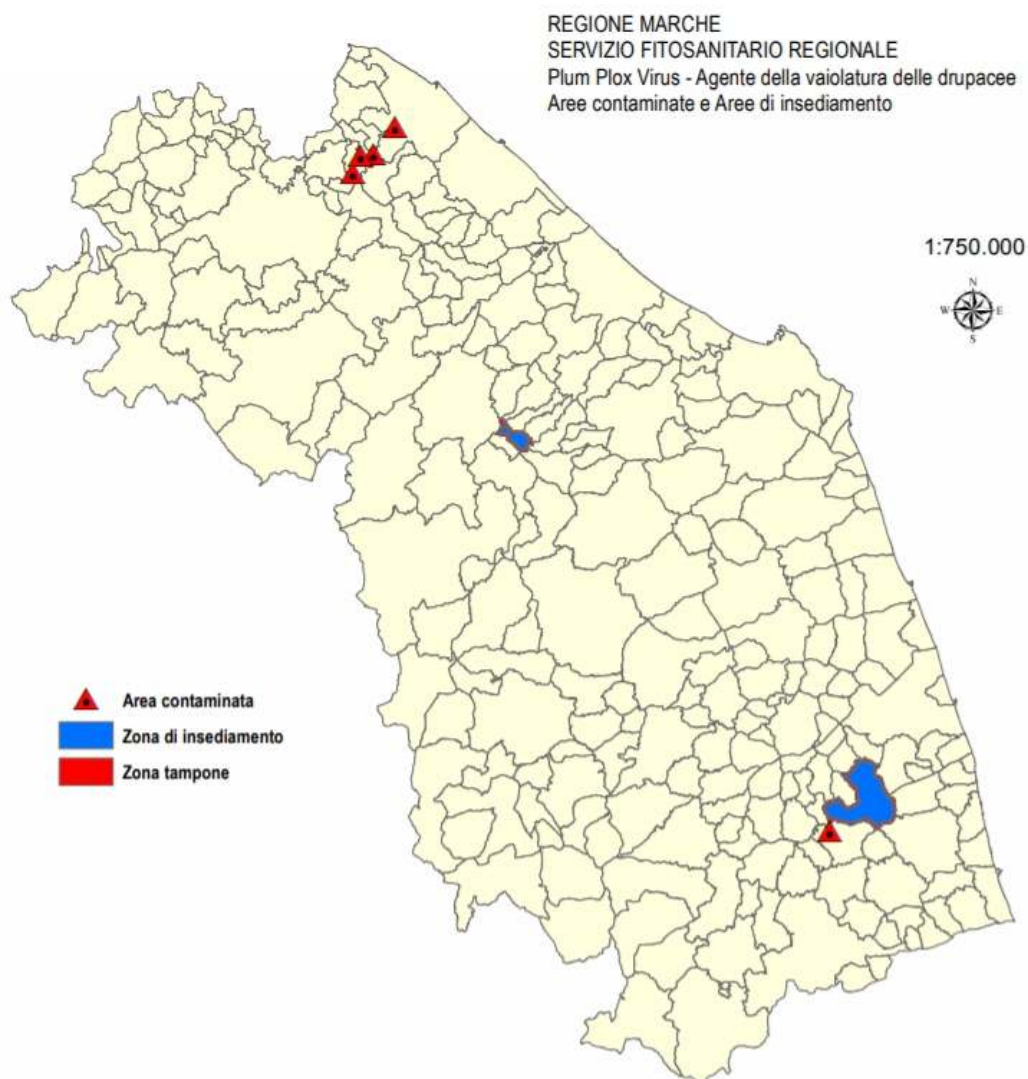 REGIONE MARCHE
SERVIZIO FITOSANITARIO REGIONALE
Plum Plox Virus - Agente della vaiolatura delle drupacee
Aree contaminate e Aree di insediamento
1:750.000
N
W E
S
Area contaminata
Zona di insediamento
Zona tampone